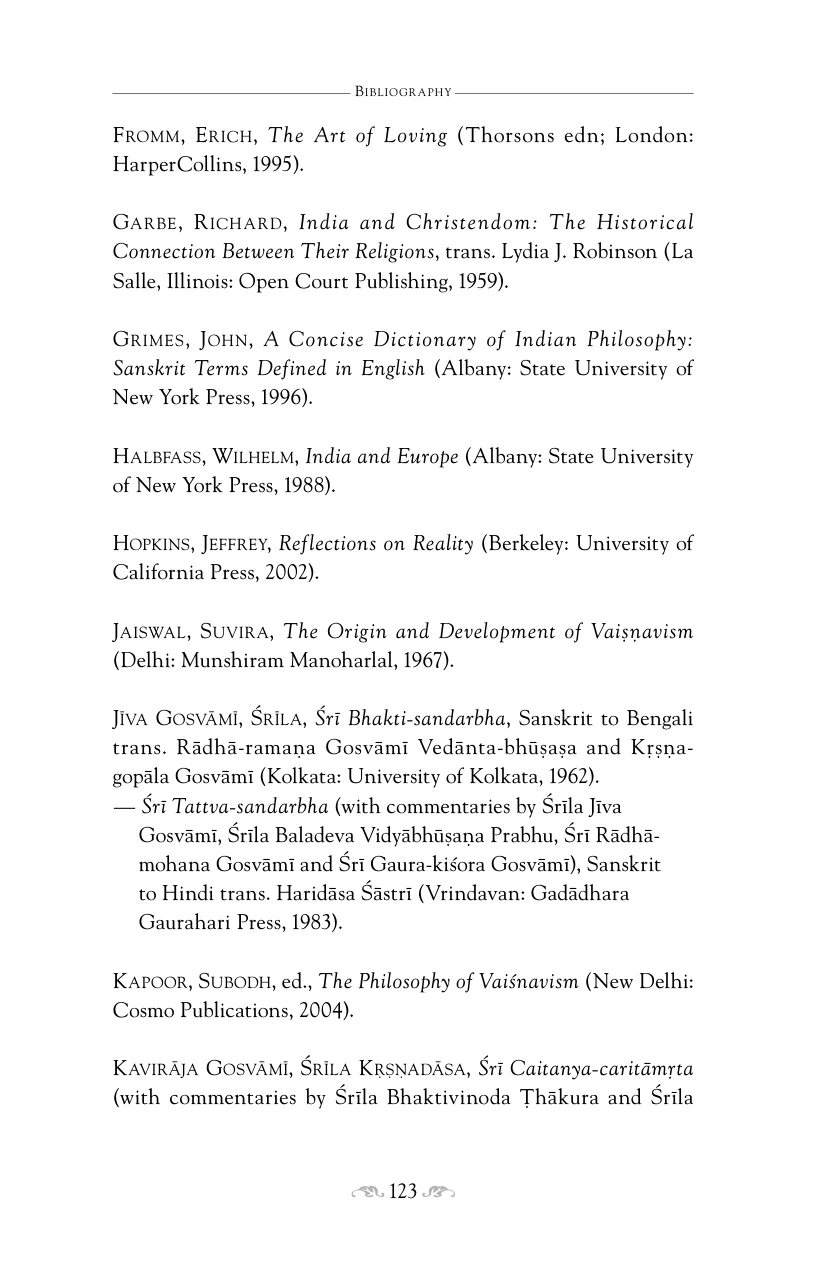 BIBLIOGRAPHY
FROMM, ERICH, The Art of Loving (Thorsons edn; London:
HarperCollins, 1995).
GARBE, RICHARD, India and Christendom: The Historical
Connection Between Their Religions, trans. Lydia J. Robinson (La
Salle, Illinois: Open Court Publishing, 1959).
GRIMES, JOHN, A Concise Dictionary of Indian Philosophy:
Sanskrit Terms Defined in English (Albany: State University of
New York Press, 1996).
HALBFASS, WILHELM, India and Europe (Albany: State University
of New York Press, 1988).
HOPKINS, JEFFREY, Reflections on Reality (Berkeley: University of
California Press, 2002).
JAISWAL, SUVIRA, The Origin and Development of Vaiṣṇavism
(Delhi: Munshiram Manoharlal, 1967).
JĪVA GOSVĀMĪ, ŚRĪLA, Śrī Bhakti-sandarbha, Sanskrit to Bengali
trans. Rādhā-ramaṇa Gosvāmī Vedānta-bhūṣaṣa and Kṛṣṇa-
gopāla Gosvāmī (Kolkata: University of Kolkata, 1962).
— Śrī Tattva-sandarbha (with commentaries by Śrīla Jīva
Gosvāmī, Śrīla Baladeva Vidyābhūṣaṇa Prabhu, Śrī Rādhā-
mohana Gosvāmī and Śrī Gaura-kiśora Gosvāmī), Sanskrit
to Hindi trans. Haridāsa Śāstrī (Vrindavan: Gadādhara
Gaurahari Press, 1983).
KAPOOR, SUBODH, ed., The Philosophy of Vaiśnavism (New Delhi:
Cosmo Publications, 2004).
KAVIRĀJA GOSVĀMĪ, ŚRĪLA KṚṢṆADĀSA, Śrī Caitanya-caritāmṛta
(with commentaries by Śrīla Bhaktivinoda Ṭhākura and Śrīla
123